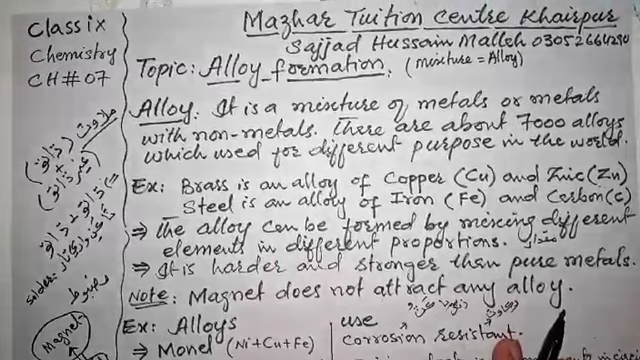 Class ix
Chemistry
CH#07
Mazhar Tuition Centre Khairpur
Sajjad Hussain Malleh 03052664290
Topic: Alloy formation. (mixture = Alloy)
Alloy: It is a mixture of metals or metals
with non-metals. There are about 7000 alloys
which used for different purpose in the world.
Ex: Brass is an alloy of Copper (Cu) and Zinc (Zn)
Steel is an alloy of Iron (Fe) and Carbon (C)
⇒ The alloy can be formed by mixing different
elements in different proportions. مقدار
⇒ It is harder and stronger than pure metals.
Note: Magnet does not attract any alloy.
Ex: Alloys
⇒ Monel (Ni+Cu+Fe)
use
corrosion resistant.
ملاوٹ
solder
مضبوط
Magnet